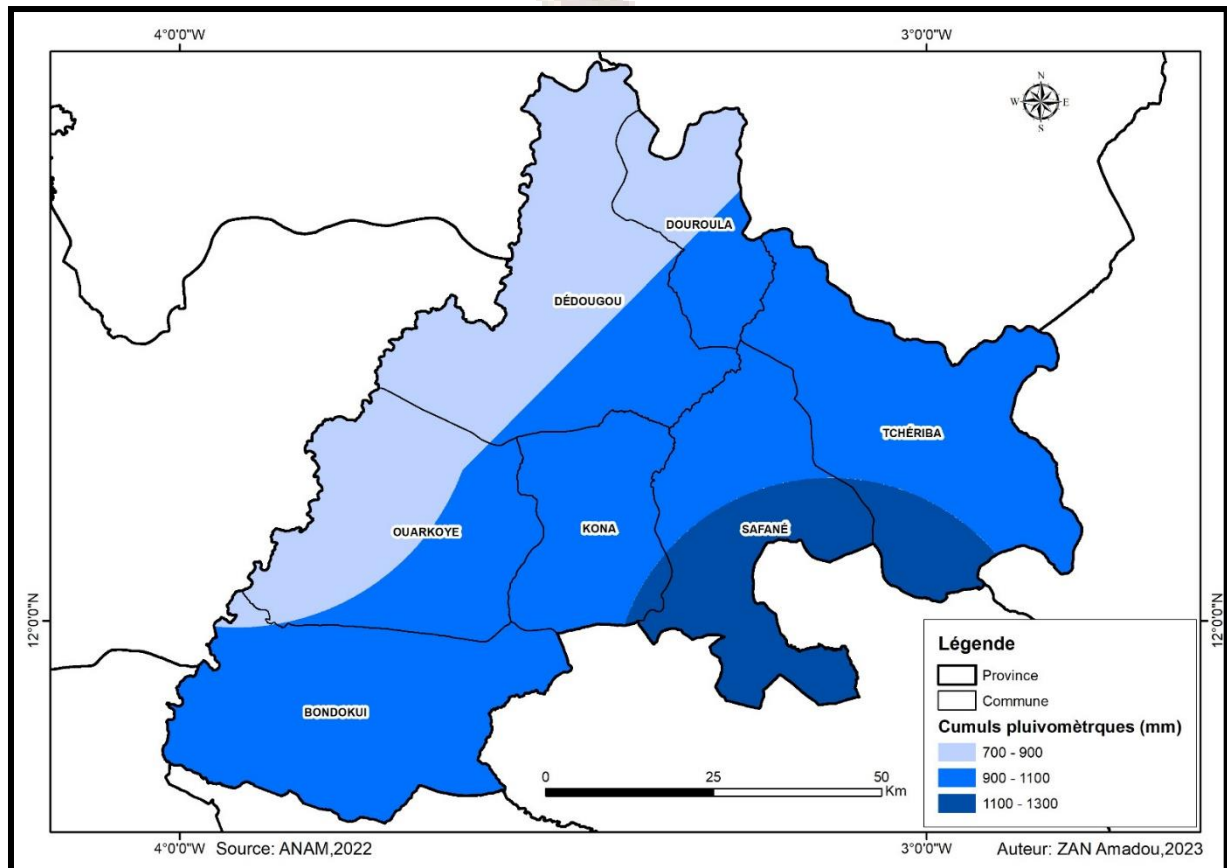 4°0'0"W
3°0'0"W
N
W E
S
DOUROULA
DÉDOUGOU
TCHÉRIBA
OUARKOYE
KONA
SAFANÉ
12°0'0"N
12°0'0"N
BONDOKUI
Légende
Province
Commune
Cumuls pluivomètrques (mm)
700 - 900
900 - 1100
1100 - 1300
0 25 50
Km
4°0'0"W
Source: ANAM,2022
3°0'0"W
Auteur: ZAN Amadou,2023